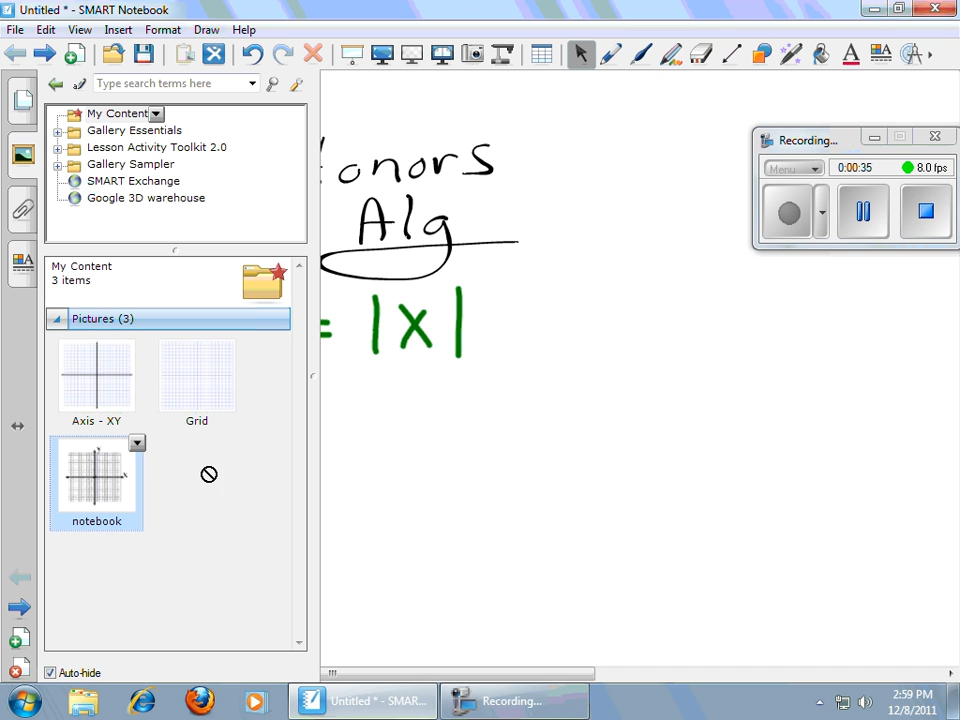 Untitled * - SMART Notebook
File Edit View Insert Format Draw Help
Type search terms here
My Content
Gallery Essentials
Lesson Activity Toolkit 2.0
Gallery Sampler
SMART Exchange
Google 3D warehouse
My Content
3 items
Pictures (3)
Axis - XY
Grid
notebook
Auto-hide
onors
Alg
= |x|
Recording...
Menu
0:00:35
8.0 fps
Untitled * - SMAR...
Recording...
2:59 PM
12/8/2011